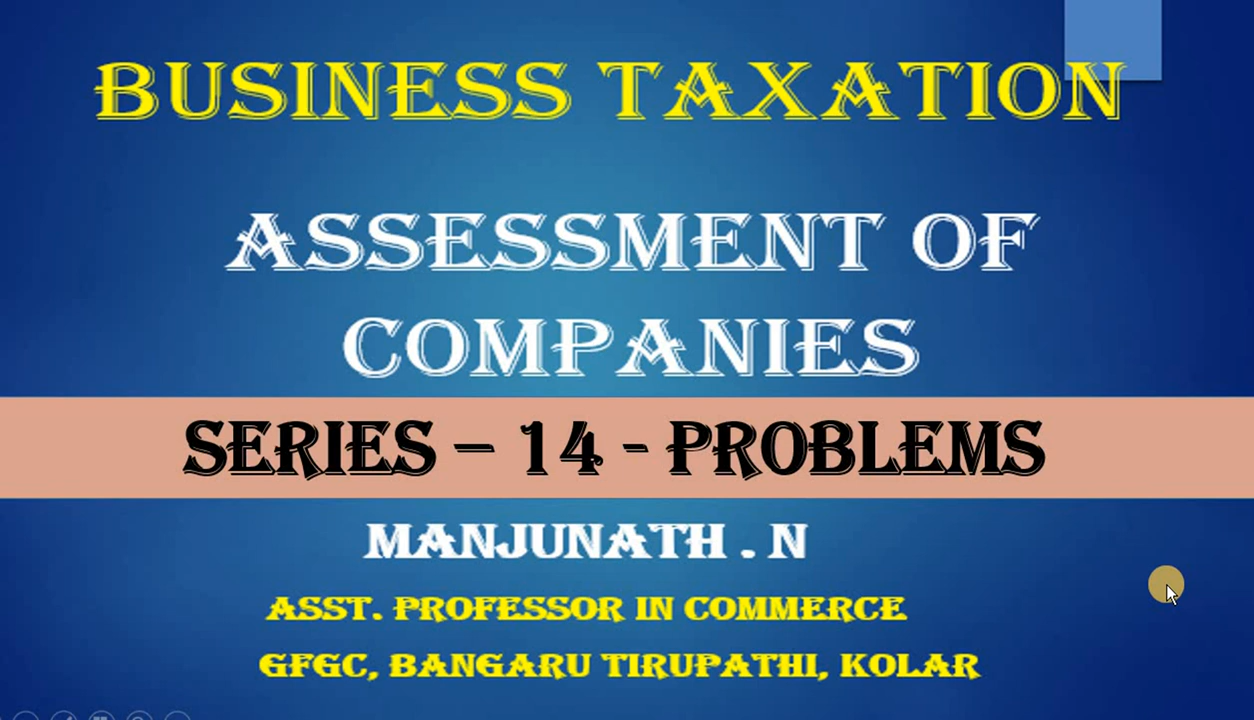 BUSINESS TAXATION
ASSESSMENT OF
COMPANIES
SERIES – 14 - PROBLEMS
MANJUNATH . N
ASST. PROFESSOR IN COMMERCE
GFGC, BANGARU TIRUPATHI, KOLAR